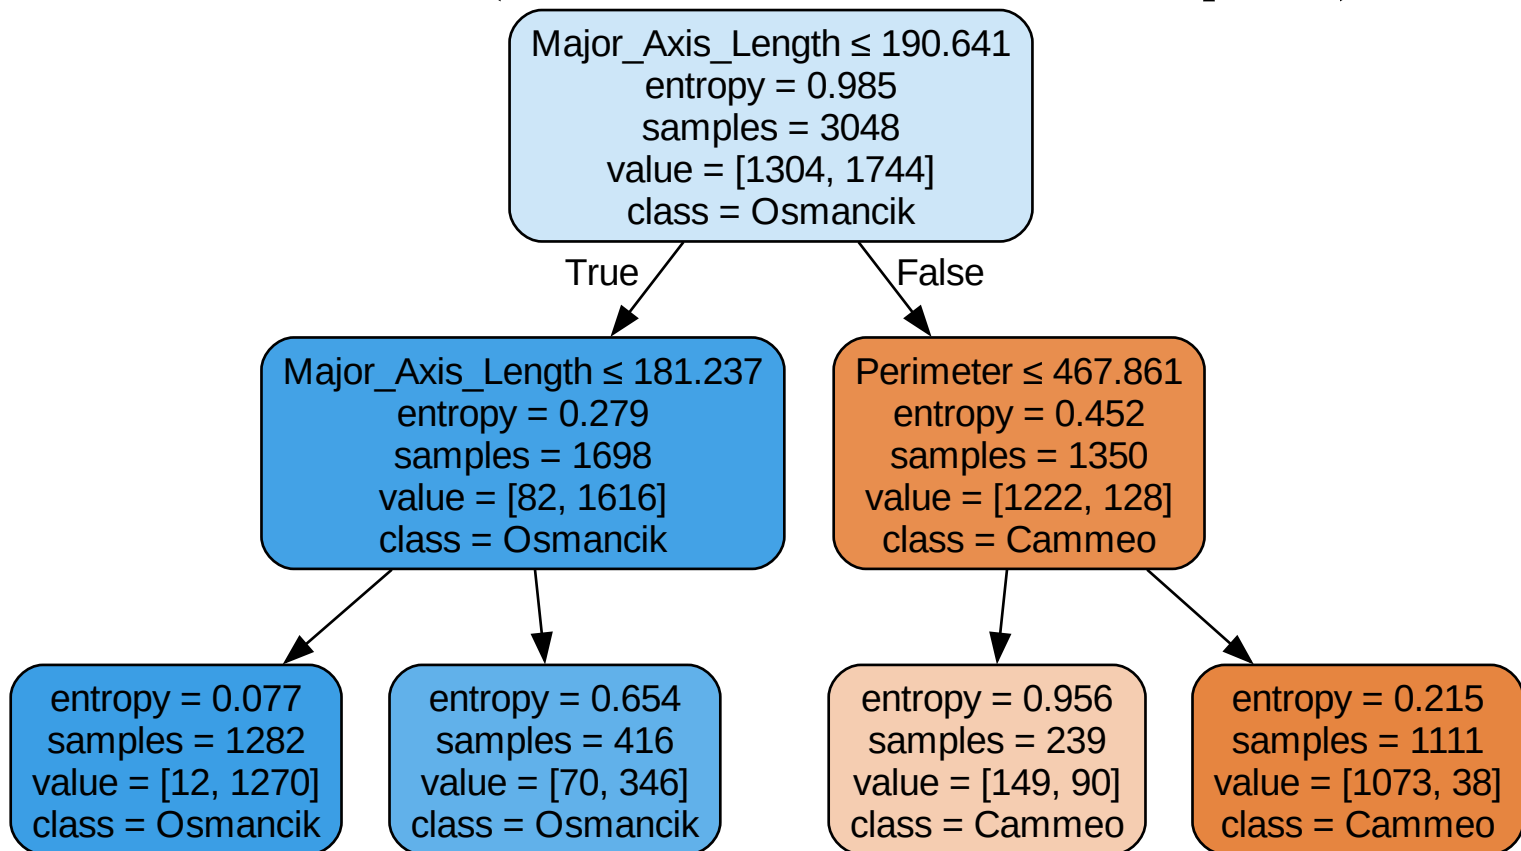 Major_Axis_Length ≤ 190.641
entropy = 0.985
samples = 3048
value = [1304, 1744]
class = Osmancik
True
False
Major_Axis_Length ≤ 181.237
entropy = 0.279
samples = 1698
value = [82, 1616]
class = Osmancik
Perimeter ≤ 467.861
entropy = 0.452
samples = 1350
value = [1222, 128]
class = Cammeo
entropy = 0.077
samples = 1282
value = [12, 1270]
class = Osmancik
entropy = 0.654
samples = 416
value = [70, 346]
class = Osmancik
entropy = 0.956
samples = 239
value = [149, 90]
class = Cammeo
entropy = 0.215
samples = 1111
value = [1073, 38]
class = Cammeo